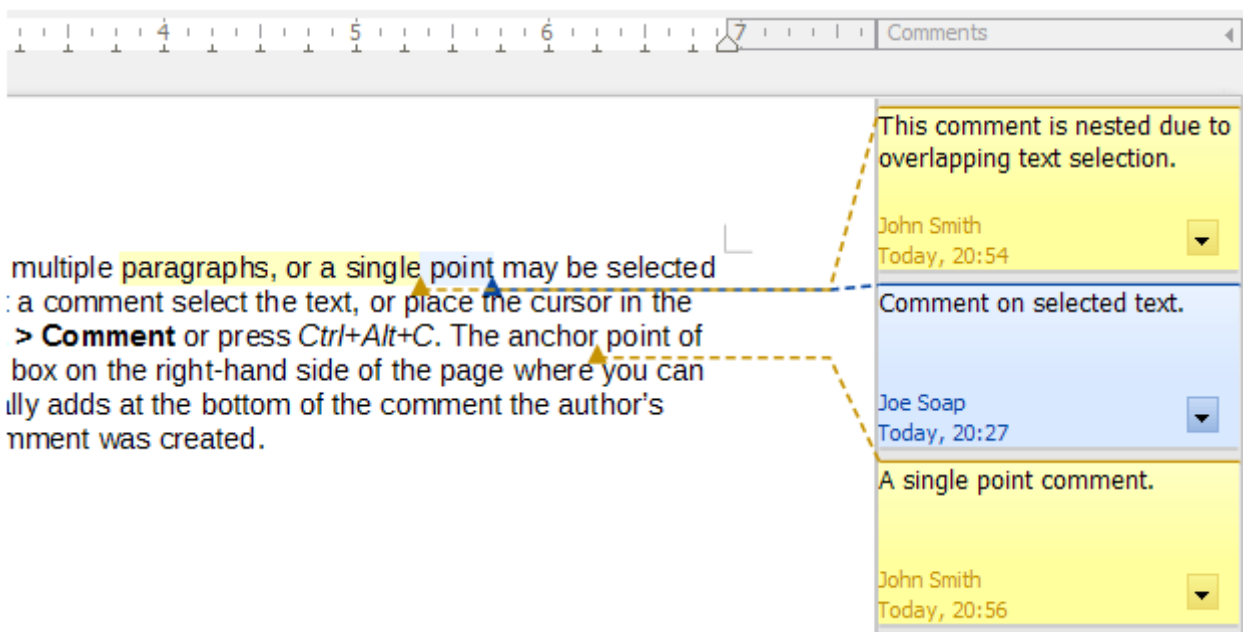 4 5 6 7 Comments
This comment is nested due to
overlapping text selection.
John Smith
Today, 20:54
multiple paragraphs, or a single point may be selected
a comment select the text, or place the cursor in the
> Comment or press Ctrl+Alt+C. The anchor point of
box on the right-hand side of the page where you can
ally adds at the bottom of the comment the author's
mment was created.
Comment on selected text.
Joe Soap
Today, 20:27
A single point comment.
John Smith
Today, 20:56